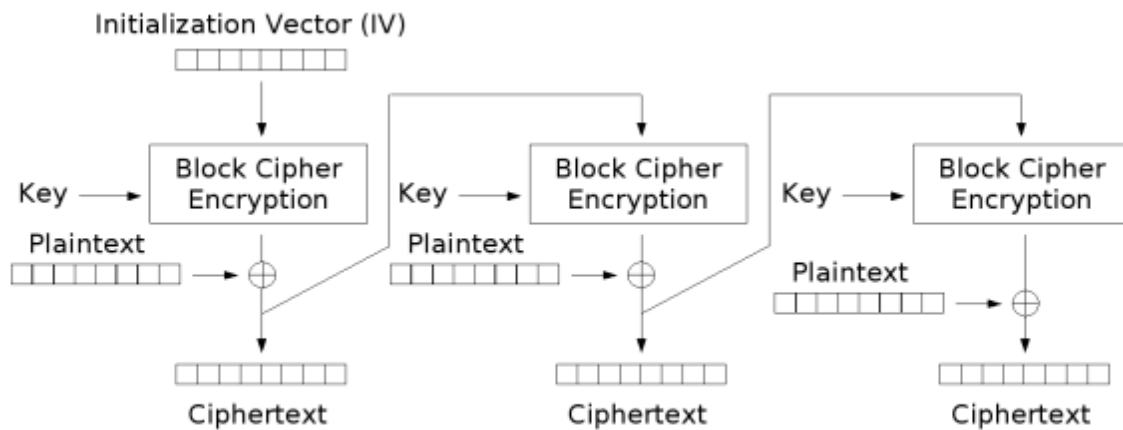 Initialization Vector (IV)
Block Cipher
Encryption
Block Cipher
Encryption
Block Cipher
Encryption
Key
Key
Key
Plaintext
Plaintext
Plaintext
Ciphertext
Ciphertext
Ciphertext